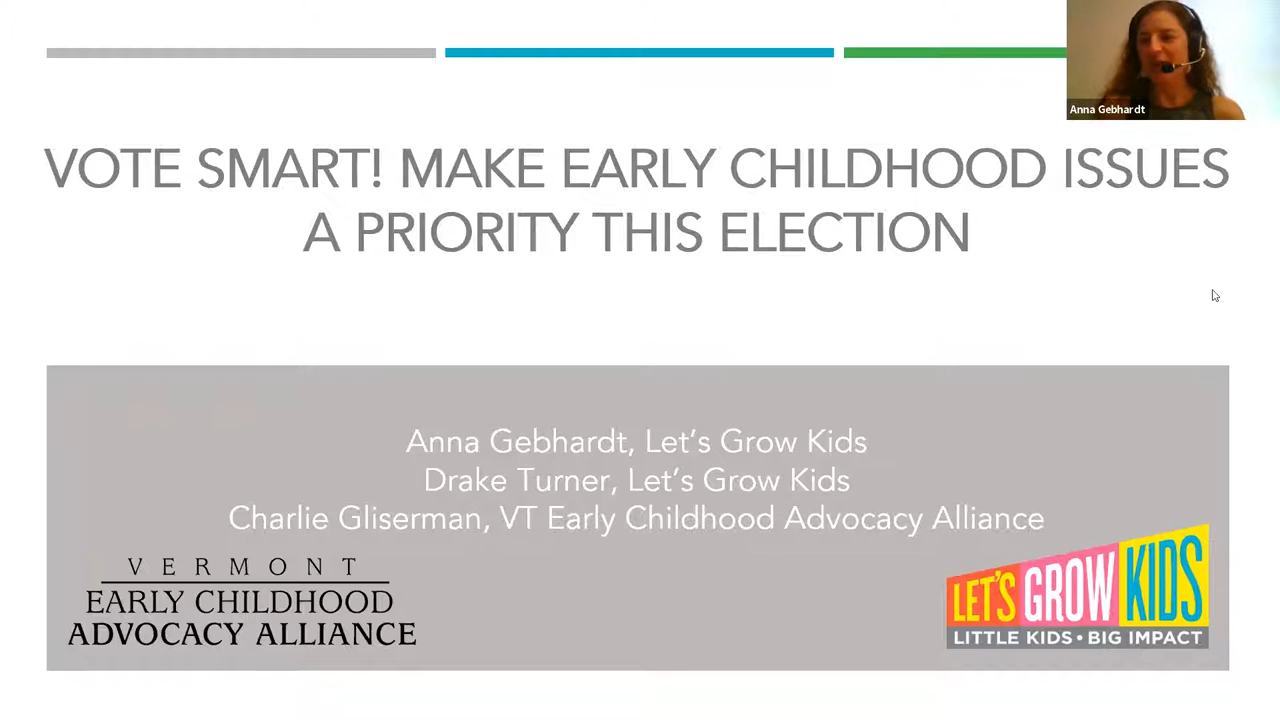 Anna Gebhardt
VOTE SMART! MAKE EARLY CHILDHOOD ISSUES
A PRIORITY THIS ELECTION
Anna Gebhardt, Let's Grow Kids
Drake Turner, Let's Grow Kids
Charlie Gliserman, VT Early Childhood Advocacy Alliance
VERMONT
EARLY CHILDHOOD
ADVOCACY ALLIANCE
LET'S GROW KIDS
LITTLE KIDS • BIG IMPACT